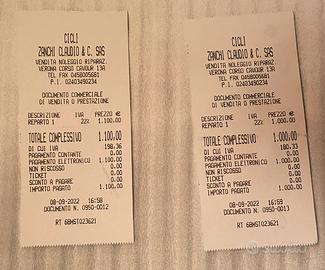 CICLI
ZANCHI CLAUDIO & C. SAS
VENDITA NOLEGGIO RIPARAZ.
VERONA CORSO CAVOUR 13A
TEL FAX 0458005681
P.I. 02403490234
DOCUMENTO COMMERCIALE
DI VENDITA O PRESTAZIONE
DESCRIZIONE IVA PREZZO €
REPARTO 1 22% 1.100,00
TOTALE COMPLESSIVO 1.100,00
DI CUI IVA 198,36
PAGAMENTO CONTANTE 0,00
PAGAMENTO ELETTRONICO 1.100,00
NON RISCOSSO 0,00
TICKET 0,00
SCONTO A PAGARE 0,00
IMPORTO PAGATO 1.100,00
08-09-2022 16:58
DOCUMENTO N. 0950-0012
RT 6BMST023621
CICLI
ZANCHI CLAUDIO & C. SAS
VENDITA NOLEGGIO RIPARAZ.
VERONA CORSO CAVOUR 13A
TEL FAX 0458005681
P.I. 02403490234
DOCUMENTO COMMERCIALE
DI VENDITA O PRESTAZIONE
DESCRIZIONE IVA PREZZO €
REPARTO 1 22% 1.000,00
TOTALE COMPLESSIVO 1.000,00
DI CUI IVA 180,33
PAGAMENTO CONTANTE 0,00
PAGAMENTO ELETTRONICO 1.000,00
NON RISCOSSO 0,00
TICKET 0,00
SCONTO A PAGARE 0,00
IMPORTO PAGATO 1.000,00
08-09-2022 16:59
DOCUMENTO N. 0950-0013
RT 6BMST023621